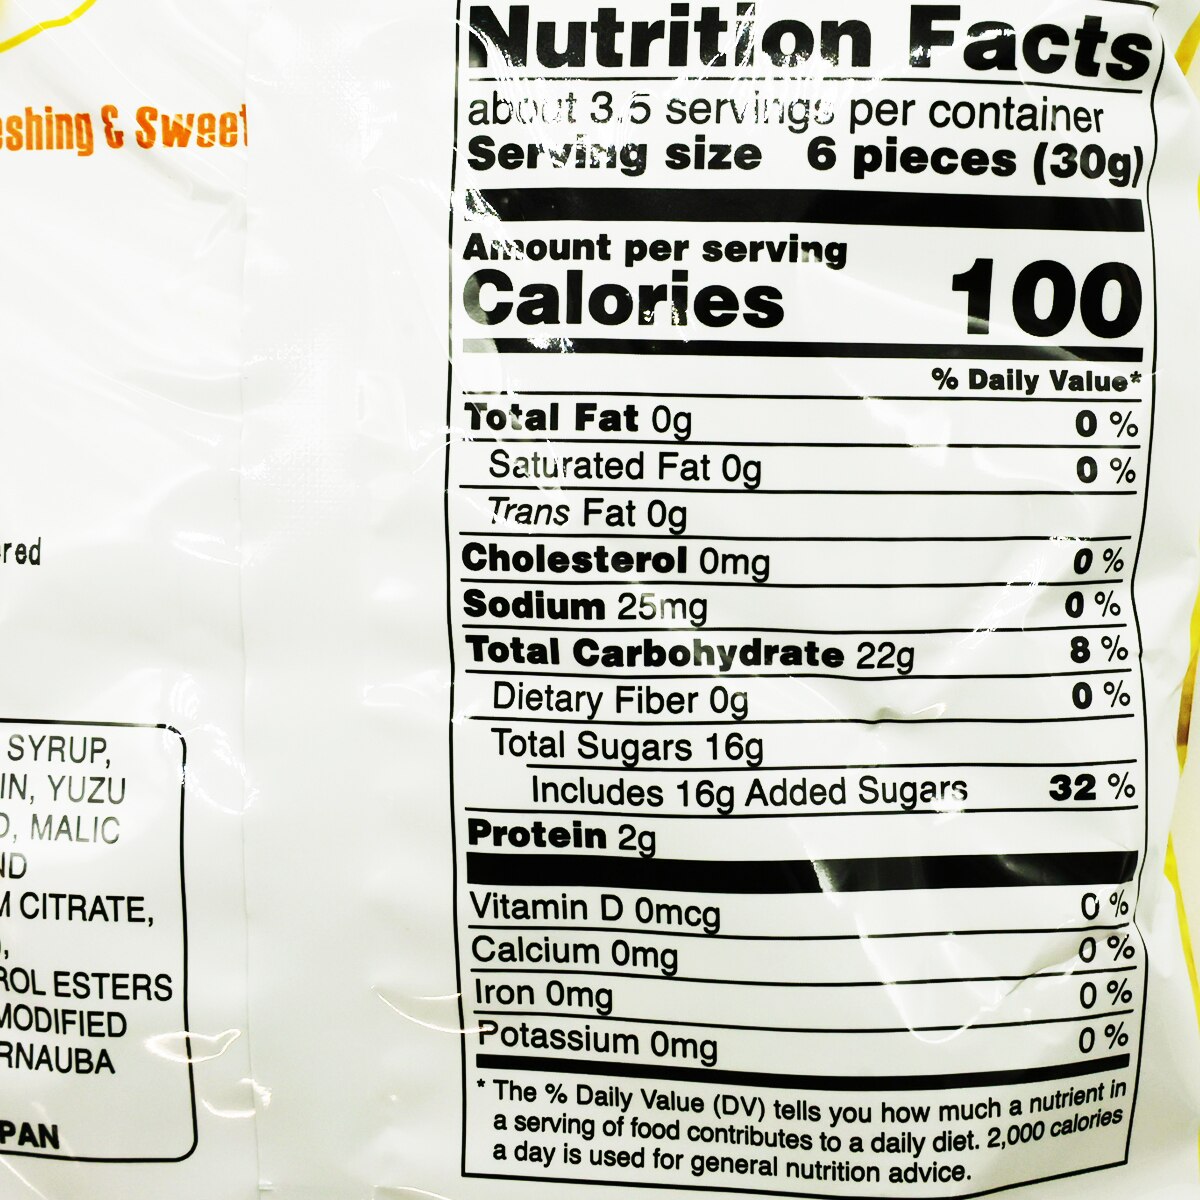 eshing & Sweet
red
SYRUP,
IN, YUZU
D, MALIC
ND
M CITRATE,
,
ROL ESTERS
MODIFIED
RNAUBA
PAN
Nutrition Facts
about 3.5 servings per container
Serving size 6 pieces (30g)
Amount per serving
Calories 100
% Daily Value*
Total Fat 0g 0 %
Saturated Fat 0g 0 %
Trans Fat 0g
Cholesterol 0mg 0 %
Sodium 25mg 0 %
Total Carbohydrate 22g 8 %
Dietary Fiber 0g 0 %
Total Sugars 16g
Includes 16g Added Sugars 32 %
Protein 2g
Vitamin D 0mcg 0 %
Calcium 0mg 0 %
Iron 0mg 0 %
Potassium 0mg 0 %
* The % Daily Value (DV) tells you how much a nutrient in
a serving of food contributes to a daily diet. 2,000 calories
a day is used for general nutrition advice.